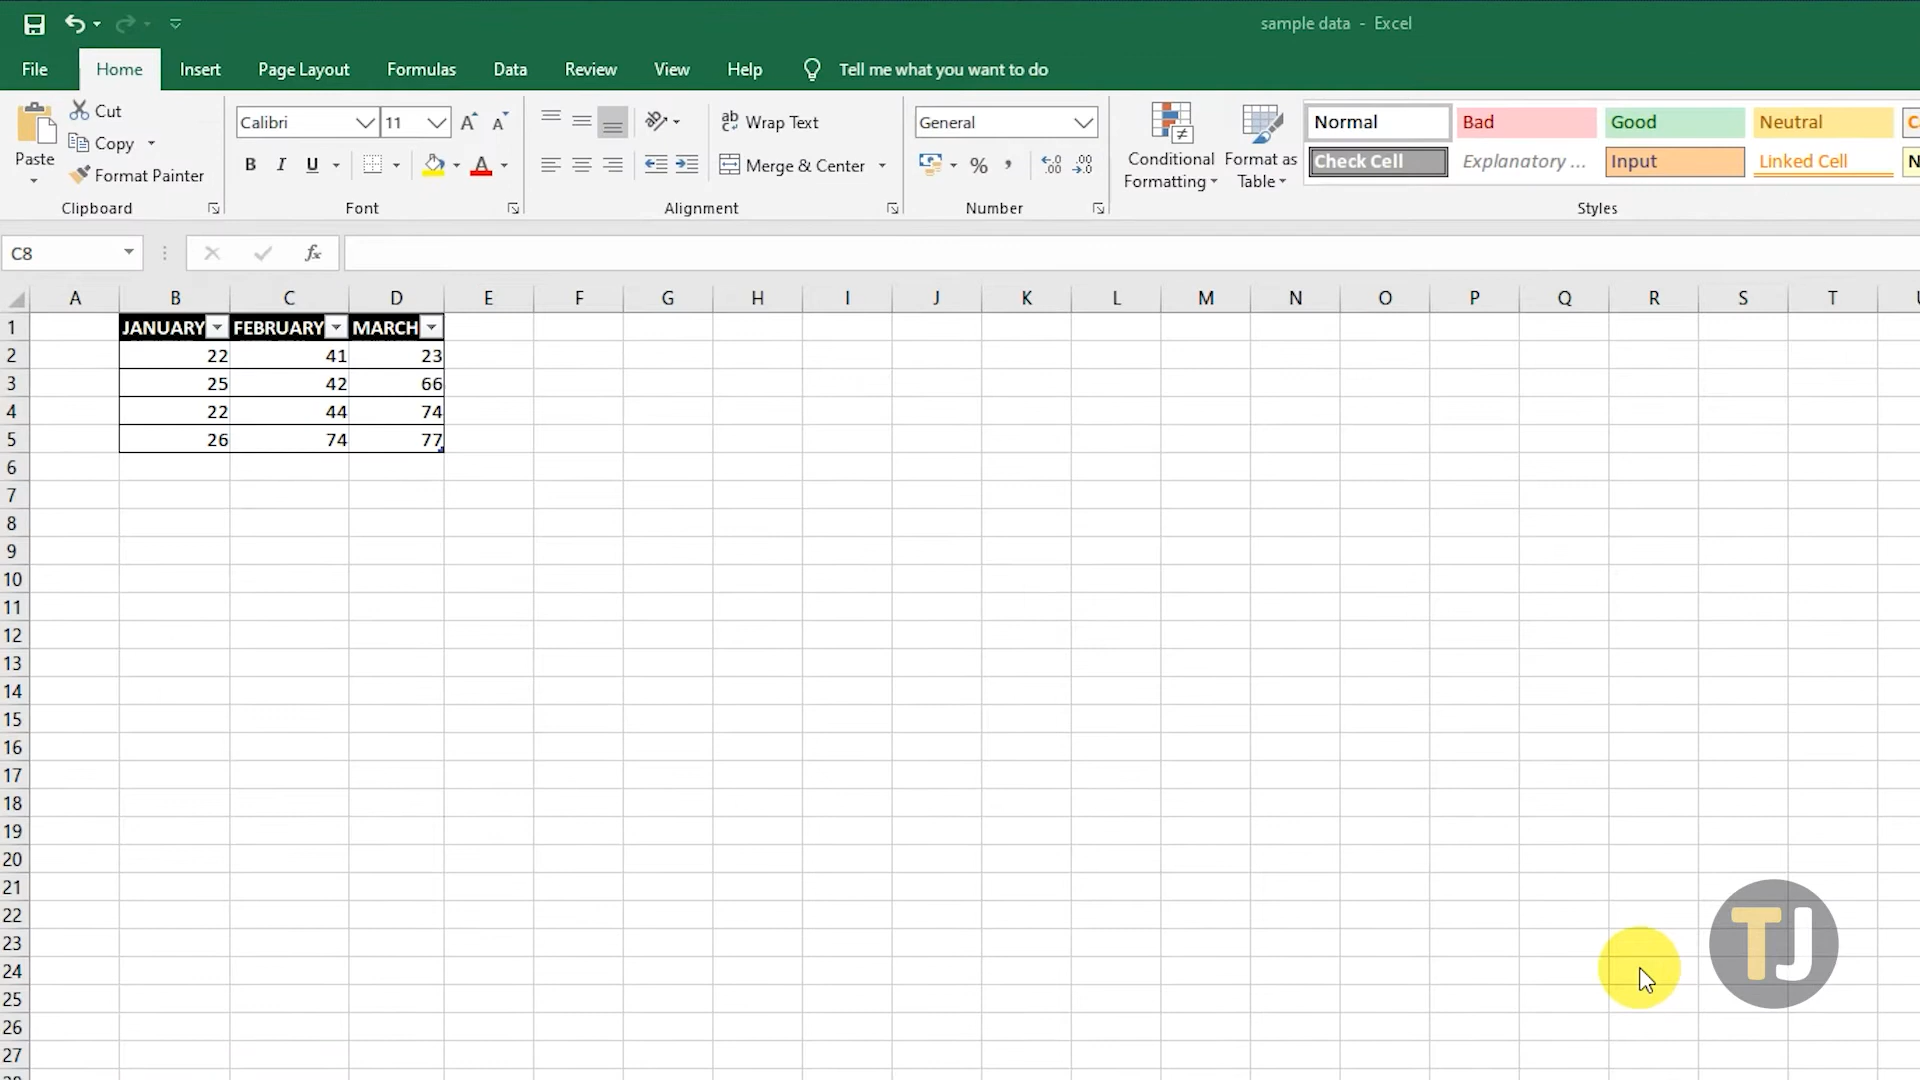 sample data - Excel
File Home Insert Page Layout Formulas Data Review View Help Tell me what you want to do
Paste
Cut
Copy
Format Painter
Clipboard
Calibri 11
B I U A
Font
Wrap Text
Merge & Center
Alignment
General
% ,
Number
Conditional
Formatting
Format as
Table
Normal Bad Good Neutral
Check Cell Explanatory ... Input Linked Cell
Styles
C8 fx
A B C D E F G H I J K L M N O P Q R S T
1 JANUARY FEBRUARY MARCH
2 22 41 23
3 25 42 66
4 22 44 74
5 26 74 77
6
7
8
9
10
11
12
13
14
15
16
17
18
19
20
21
22
23
24
25
26
27
TJ